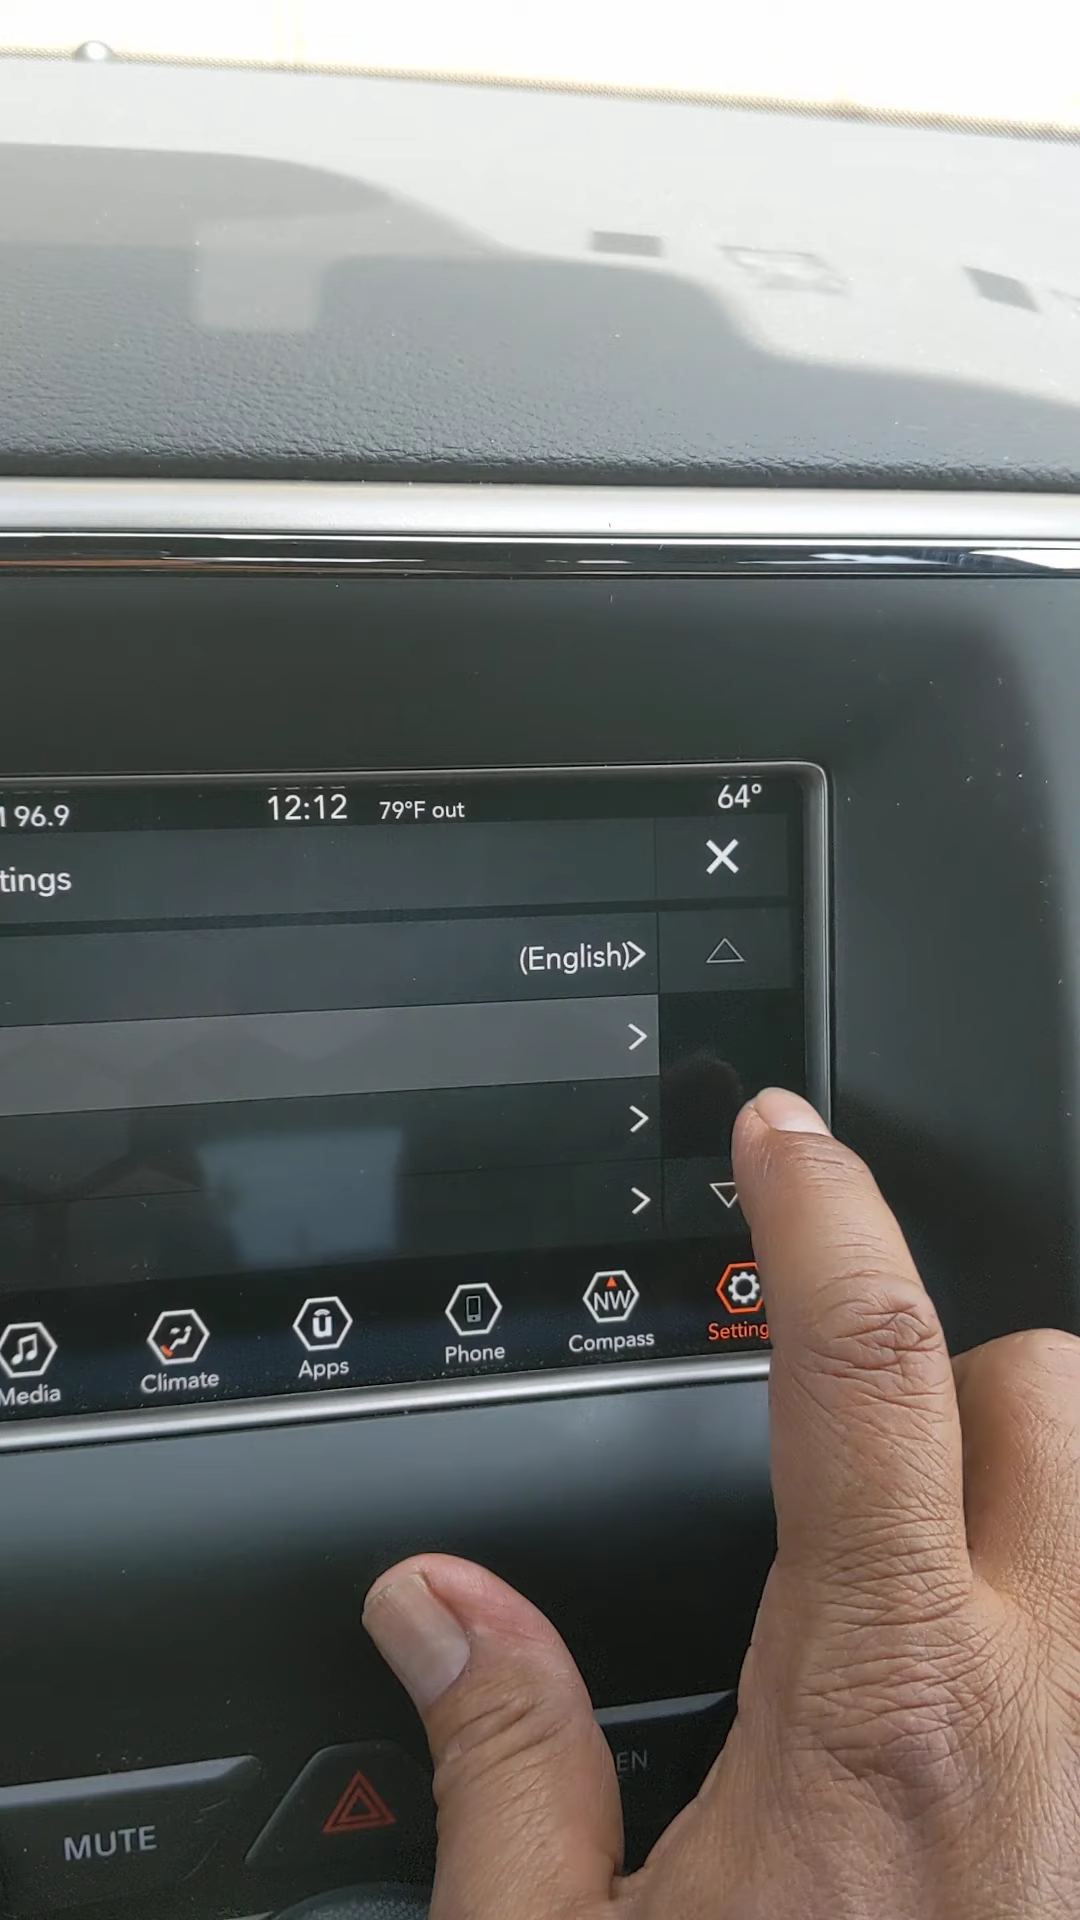 96.9 12:12 79°F out 64°
tings
(English)
Media Climate Apps Phone NW Compass Setting
EN
MUTE